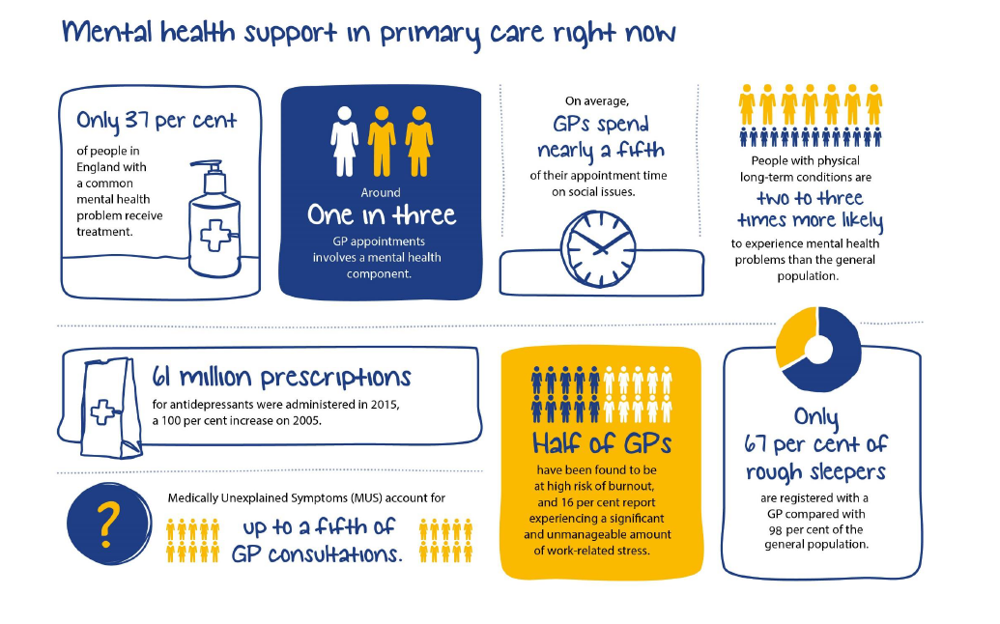 Mental health support in primary care right now
Only 37 per cent
of people in
England with
a common
mental health
problem receive
treatment.
Around
One in three
GP appointments
involves a mental health
component.
On average,
GPs spend
nearly a fifth
of their appointment time
on social issues.
People with physical
long-term conditions are
two to three
times more likely
to experience mental health
problems than the general
population.
61 million prescriptions
for antidepressants were administered in 2015,
a 100 per cent increase on 2005.
?
Medically Unexplained Symptoms (MUS) account for
up to a fifth of
GP consultations.
Half of GPs
have been found to be
at high risk of burnout,
and 16 per cent report
experiencing a significant
and unmanageable amount
of work-related stress.
Only
67 per cent of
rough sleepers
are registered with a
GP compared with
98 per cent of the
general population.